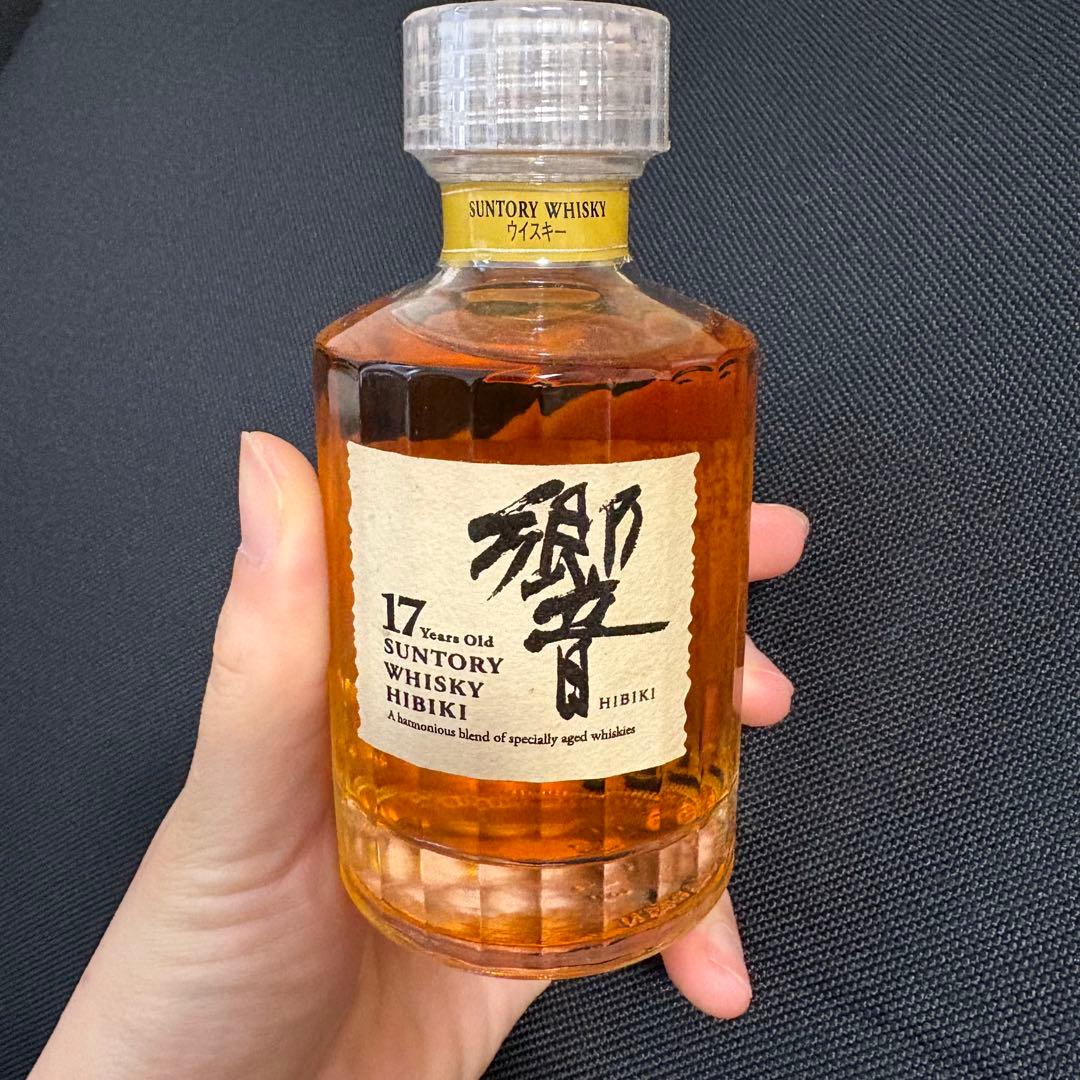 SUNTORY WHISKY
ウイスキー
響
HIBIKI
17 Years Old
SUNTORY
WHISKY
HIBIKI
A harmonious blend of specially aged whiskies